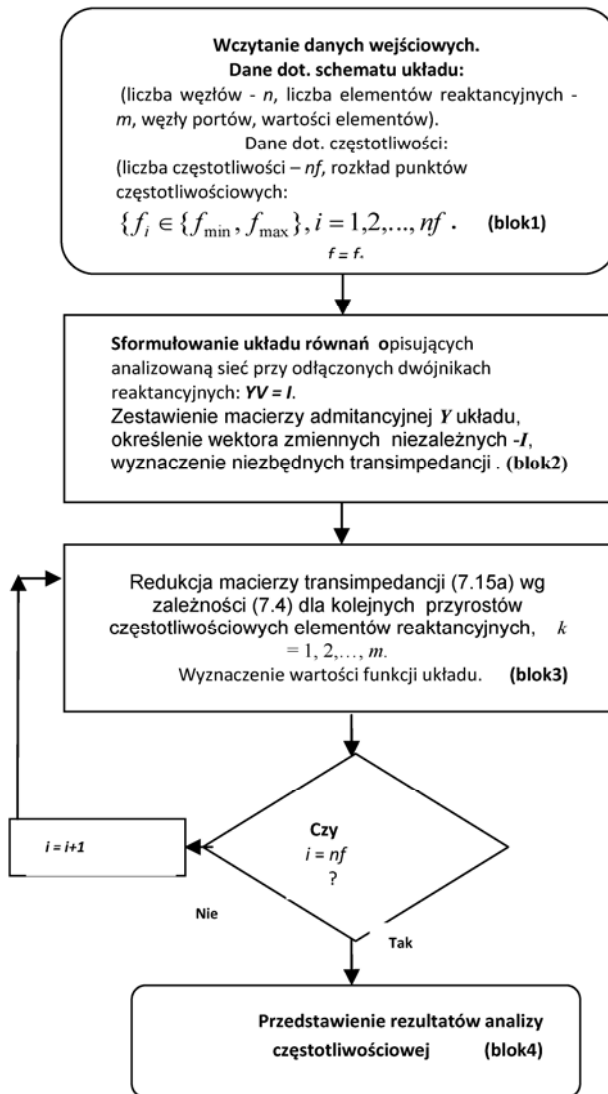 Wczytanie danych wejściowych.
Dane dot. schematu układu:
(liczba węzłów - n, liczba elementów reaktancyjnych -
m, węzły portów, wartości elementów).
Dane dot. częstotliwości:
(liczba częstotliwości – nf, rozkład punktów
częstotliwościowych:
{f_i ∈ {f_min, f_max}, i = 1,2,..., nf . (blok1)
f = f.
Sformułowanie układu równań opisujących
analizowaną sieć przy odłączonych dwójnikach
reaktancyjnych: YV = I.
Zestawienie macierzy admitancyjnej Y układu,
określenie wektora zmiennych niezależnych -I,
wyznaczenie niezbędnych transimpedancji . (blok2)
Redukcja macierzy transimpedancji (7.15a) wg
zależności (7.4) dla kolejnych przyrostów
częstotliwościowych elementów reaktancyjnych, k
= 1, 2,..., m.
Wyznaczenie wartości funkcji układu. (blok3)
Czy
i = nf
?
i = i+1
Nie
Tak
Przedstawienie rezultatów analizy
częstotliwościowej (blok4)